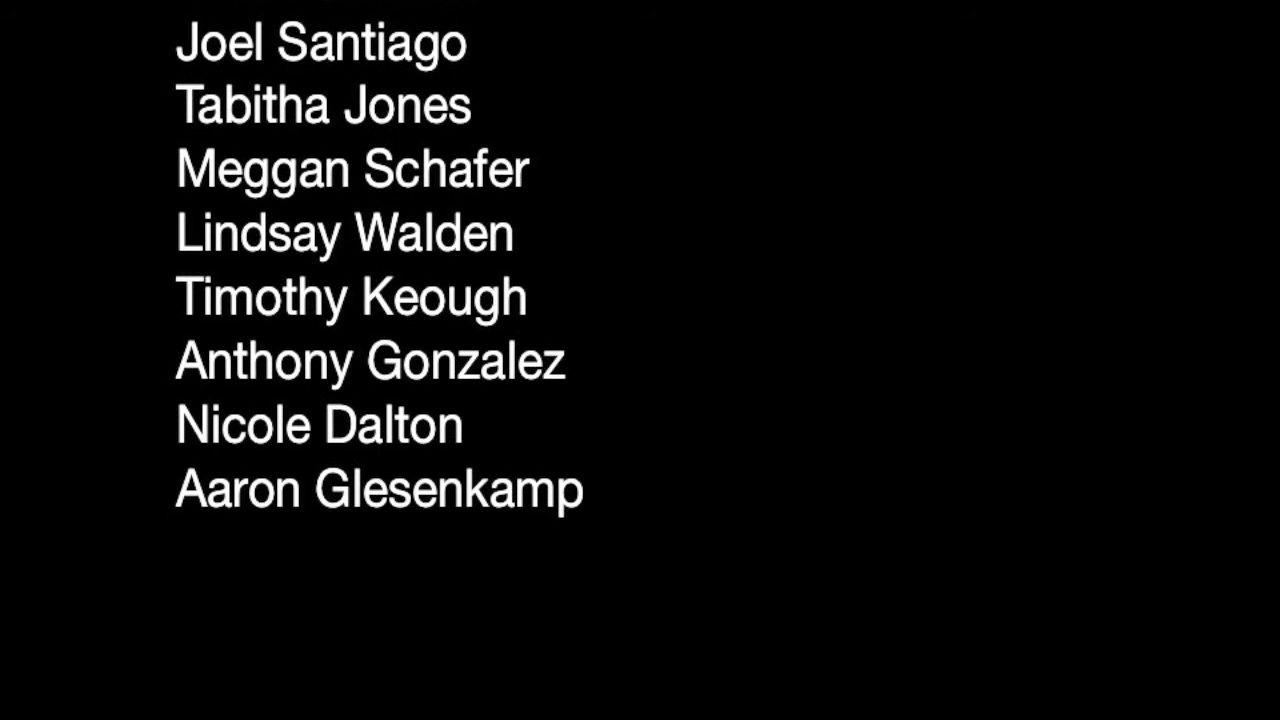 Joel Santiago
Tabitha Jones
Meggan Schafer
Lindsay Walden
Timothy Keough
Anthony Gonzalez
Nicole Dalton
Aaron Glesenkamp